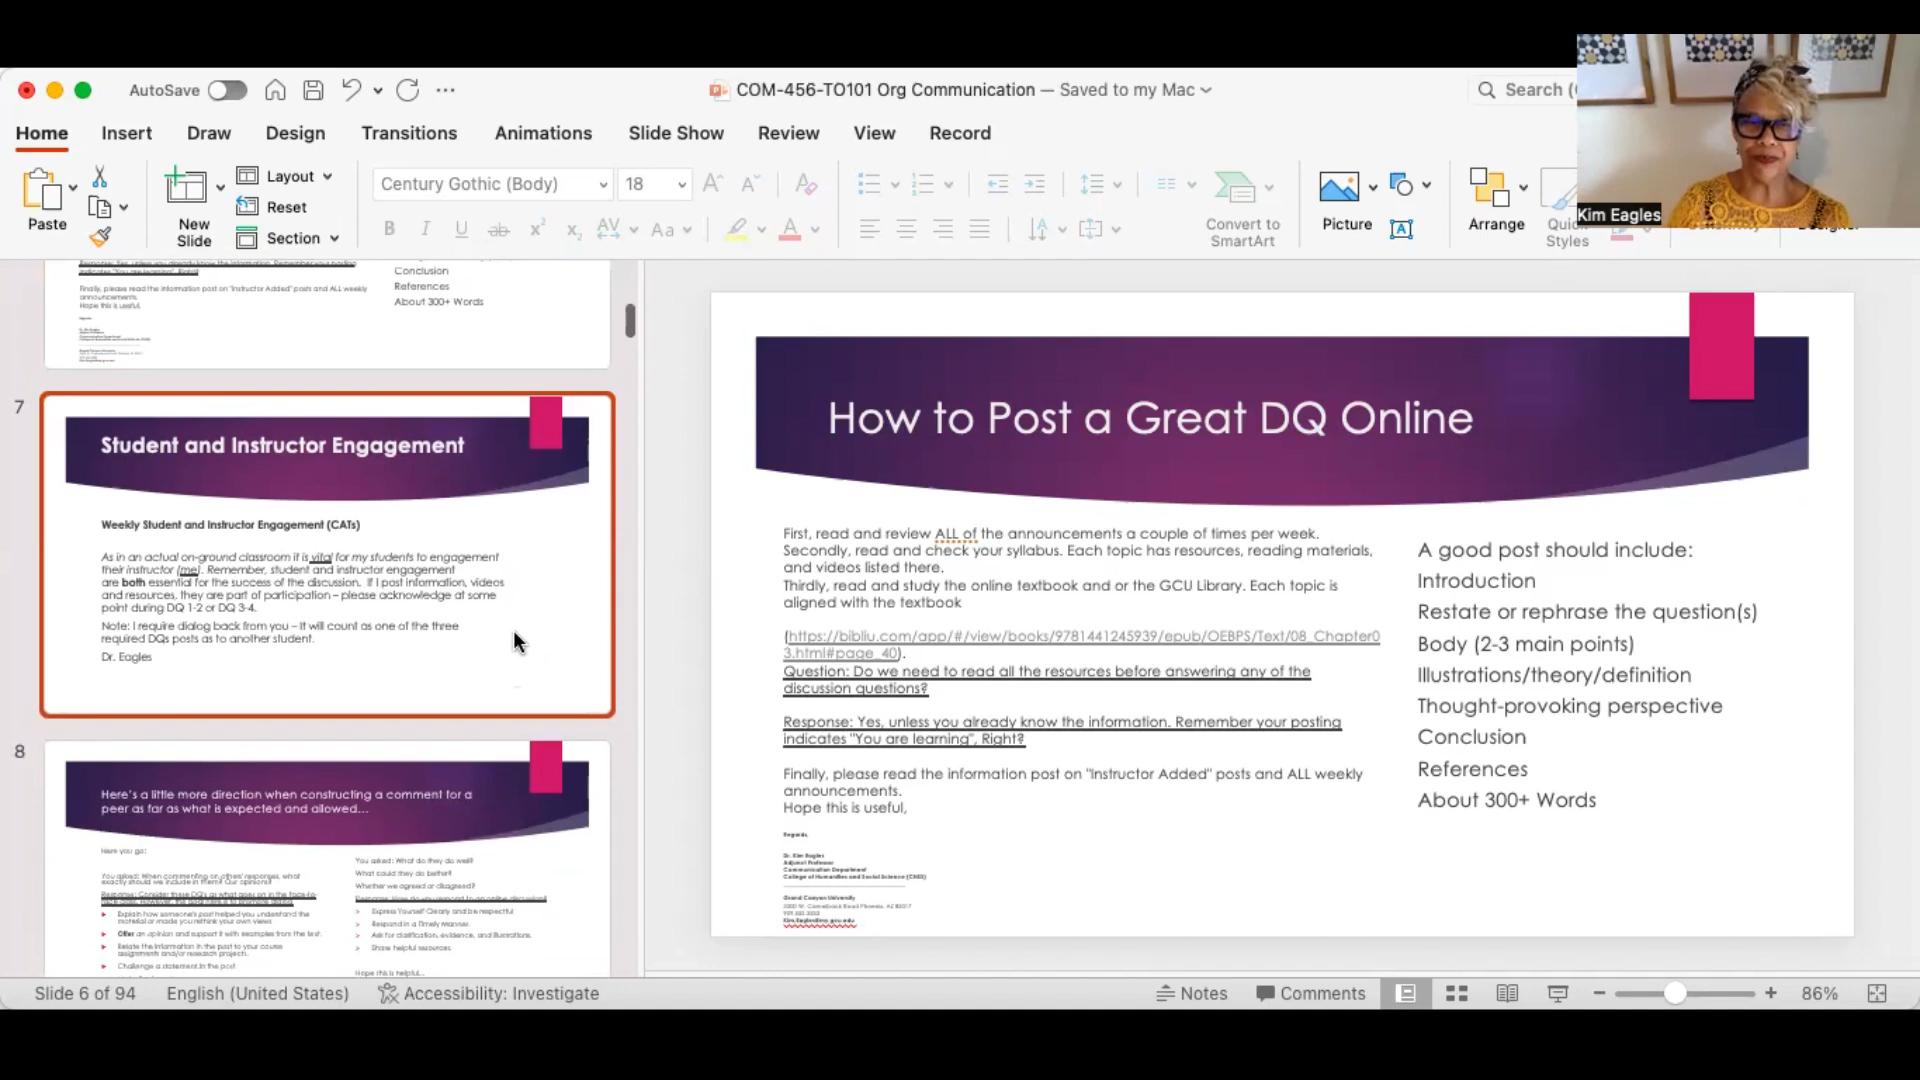 AutoSave
COM-456-TO101 Org Communication — Saved to my Mac
Search (
Home Insert Draw Design Transitions Animations Slide Show Review View Record
Paste
New
Slide
Layout
Reset
Section
Century Gothic (Body)
18
Convert to
SmartArt
Picture
Arrange
Quick
Styles
Kim Eagles
Response: Yes, unless you already know the information. Remember your posting
indicates "You are learning", Right?
Finally, please read the information post on "Instructor Added" posts and ALL weekly
announcements.
Hope this is useful,
Conclusion
References
About 300+ Words
7
Student and Instructor Engagement
Weekly Student and Instructor Engagement (CATs)
As in an actual on-ground classroom it is vital for my students to engagement
their instructor (me). Remember, student and instructor engagement
are both essential for the success of the discussion. If I post information, videos
and resources, they are part of participation – please acknowledge at some
point during DQ 1-2 or DQ 3-4.
Note: I require dialog back from you – It will count as one of the three
required DQs posts as to another student.
Dr. Eagles
8
Here's a little more direction when constructing a comment for a
peer as far as what is expected and allowed...
Here you go:
You asked: When commenting on others' responses, what
exactly should we include in them? Our opinions?
Response: Consider these DQ's as what goes on in the face-to-
Explain how someone's post helped you understand the
material or made you rethink your own views
Offer an opinion and support it with examples from the text.
Relate the information in the post to your course
assignments and/or research projects.
Challenge a statement in the post
You asked: What do they do well?
What could they do better?
Whether we agreed or disagreed?
Response: How do you respond to an online discussion?
Express Yourself Clearly and be respectful
Respond in a Timely Manner.
Ask for clarification, evidence, and illustrations.
Share helpful resources
Hope this is helpful...
How to Post a Great DQ Online
First, read and review ALL of the announcements a couple of times per week.
Secondly, read and check your syllabus. Each topic has resources, reading materials,
and videos listed there.
Thirdly, read and study the online textbook and or the GCU Library. Each topic is
aligned with the textbook
(https://bibliu.com/app/#/view/books/9781441245939/epub/OEBPS/Text/08_Chapter0
3.html#page_40).
Question: Do we need to read all the resources before answering any of the
discussion questions?
Response: Yes, unless you already know the information. Remember your posting
indicates "You are learning", Right?
Finally, please read the information post on "Instructor Added" posts and ALL weekly
announcements.
Hope this is useful,
Regards,
Dr. Kim Eagles
Adjunct Professor
Communication Department
College of Humanities and Social Science (CHSS)
Grand Canyon University
Kim.Eagles@my.gcu.edu
A good post should include:
Introduction
Restate or rephrase the question(s)
Body (2-3 main points)
Illustrations/theory/definition
Thought-provoking perspective
Conclusion
References
About 300+ Words
Slide 6 of 94 English (United States) Accessibility: Investigate
Notes Comments 86%